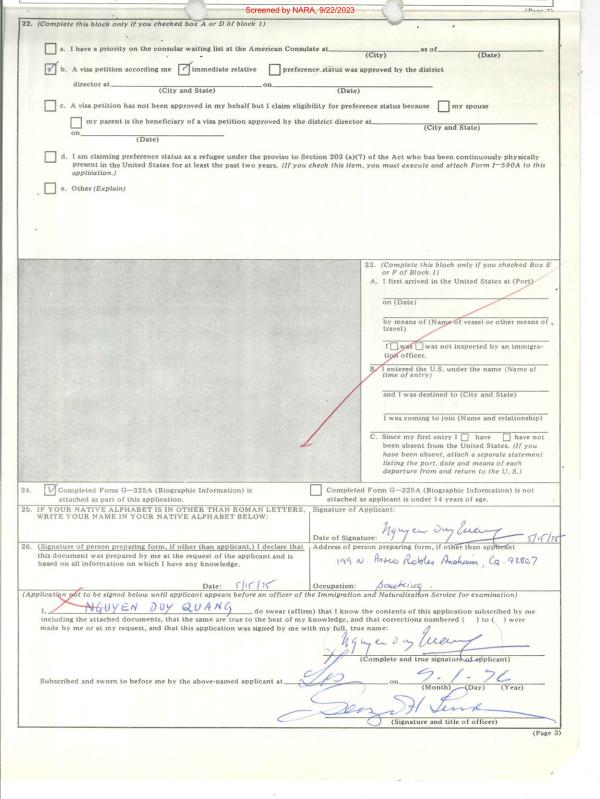 Screened by NARA, 9/22/2023
22. (Complete this block only if you checked box A or D of block 1)
a. I have a priority on the consular waiting list at the American Consulate at as of
(City) (Date)
b. A visa petition according me immediate relative preference status was approved by the district
director at on
(City and State) (Date)
c. A visa petition has not been approved in my behalf but I claim eligibility for preference status because my spouse
my parent is the beneficiary of a visa petition approved by the district director at
(City and State)
on
(Date)
d. I am claiming preference status as a refugee under the proviso to Section 203 (a)(7) of the Act who has been continuously physically
present in the United States for at least the past two years. (If you check this item, you must execute and attach Form I-590A to this
application.)
e. Other (Explain)
23. (Complete this block only if you checked Box E
or F of Block 1)
A. I first arrived in the United States at (Port)
on (Date)
by means of (Name of vessel or other means of
travel)
I was was not inspected by an immigra-
tion officer.
B. I entered the U.S. under the name (Name at
time of entry)
and I was destined to (City and State)
I was coming to join (Name and relationship)
C. Since my first entry I have have not
been absent from the United States. (If you
have been absent, attach a separate statement
listing the port, date and means of each
departure from and return to the U.S.)
24. Completed Form G-325A (Biographic Information) is
attached as part of this application.
Completed Form G-325A (Biographic Information) is not
attached as applicant is under 14 years of age.
25. IF YOUR NATIVE ALPHABET IS IN OTHER THAN ROMAN LETTERS,
WRITE YOUR NAME IN YOUR NATIVE ALPHABET BELOW:
Signature of Applicant:
Nguyen Duy Quang
Date of Signature: 5/15/75
26. (Signature of person preparing form, if other than applicant.) I declare that
this document was prepared by me at the request of the applicant and is
based on all information on which I have any knowledge.
Date: 5/15/75
Address of person preparing form, if other than applicant
199 N. Paseo Robles Anaheim, Ca. 92807
Occupation:
(Application not to be signed below until applicant appears before an officer of the Immigration and Naturalization Service for examination)
I, NGUYEN DUY QUANG do swear (affirm) that I know the contents of this application subscribed by me
including the attached documents, that the same are true to the best of my knowledge, and that corrections numbered ( ) to ( ) were
made by me or at my request, and that this application was signed by me with my full, true name:
Nguyen Duy Quang
(Complete and true signature of applicant)
Subscribed and sworn to before me by the above-named applicant at Los on 9.1.76
(Month) (Day) (Year)
(Signature and title of officer)
(Page 3)